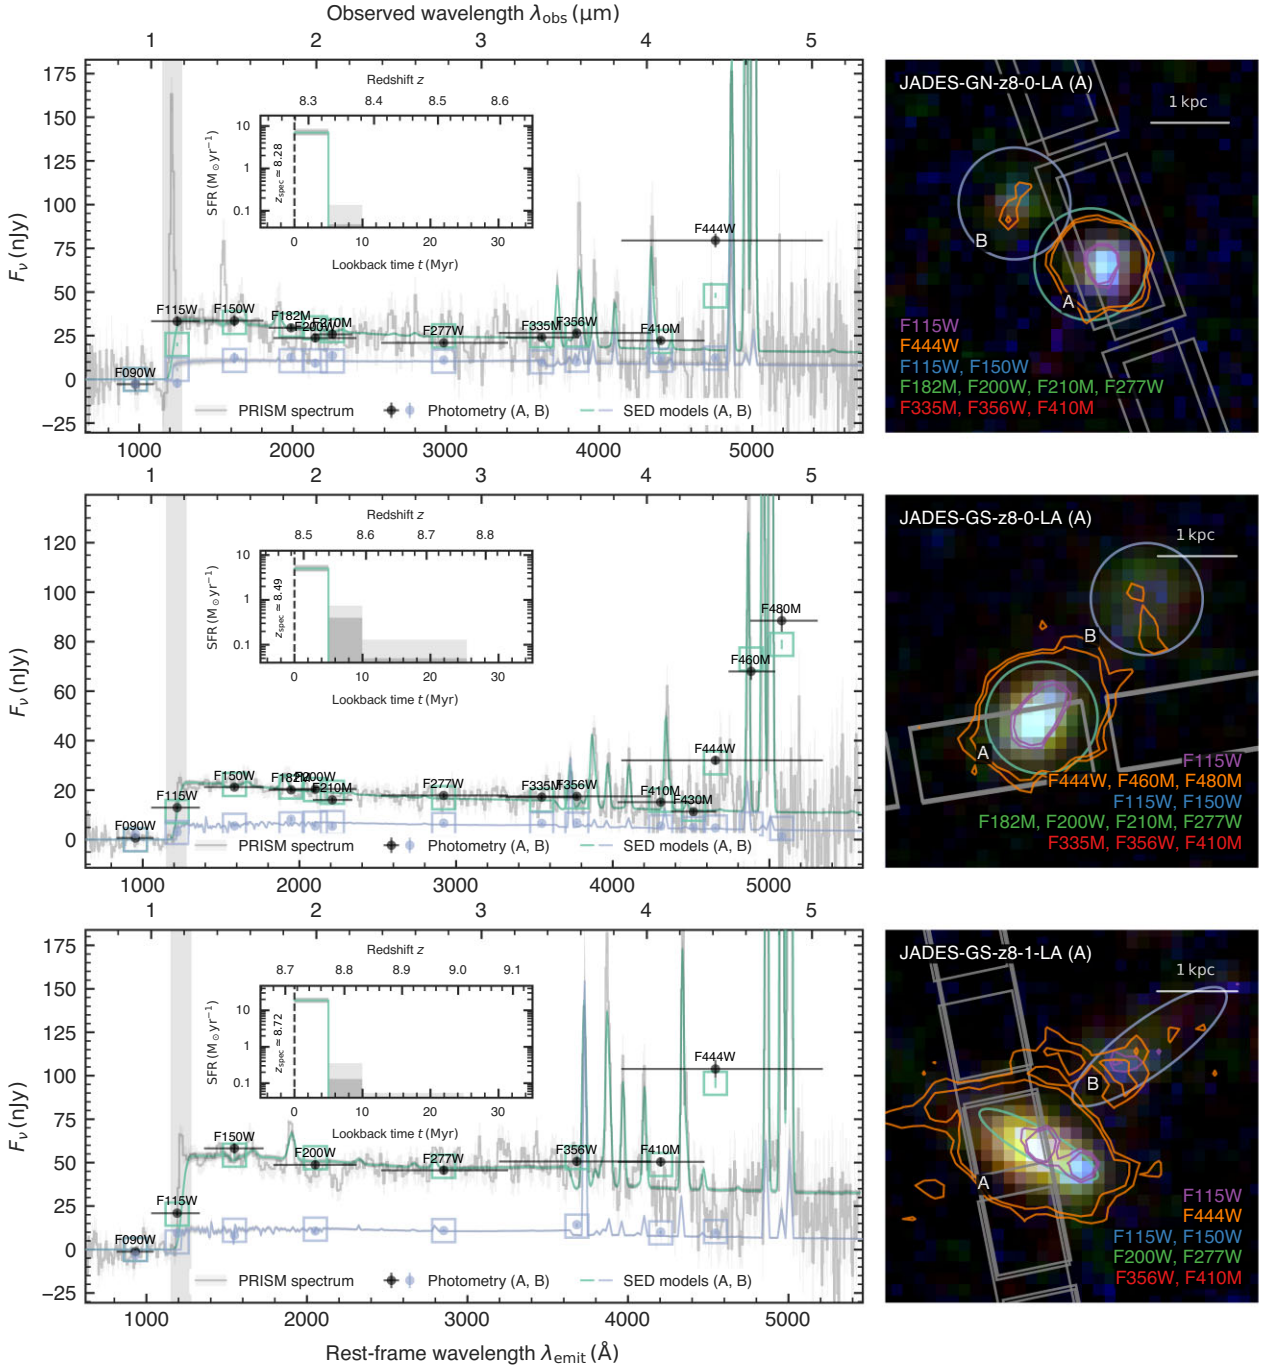 Observed wavelength λobs (μm)
1 2 3 4 5
Redshift z
8.3 8.4 8.5 8.6
JADES-GN-z8-0-LA (A)
1 kpc
175
150
125
100
75
50
25
0
−25
Fν (nJy)
SFR (M⊙ yr−1)
10
1
0.1
zspec ≃ 8.28
0 10 20 30
Lookback time t (Myr)
F090W
F115W
F150W
F182M
F200W
F210M
F277W
F335M
F356W
F410M
F444W
PRISM spectrum Photometry (A, B) SED models (A, B)
1000 2000 3000 4000 5000
B
A
F115W
F444W
F115W, F150W
F182M, F200W, F210M, F277W
F335M, F356W, F410M
1 2 3 4 5
Redshift z
8.5 8.6 8.7 8.8
JADES-GS-z8-0-LA (A)
1 kpc
120
100
80
60
40
20
0
Fν (nJy)
SFR (M⊙ yr−1)
10
1
0.1
zspec ≃ 8.49
0 10 20 30
Lookback time t (Myr)
F090W
F115W
F150W
F182M
F200W
F210M
F277W
F335M
F356W
F410M
F430M
F444W
F460M
F480M
PRISM spectrum Photometry (A, B) SED models (A, B)
1000 2000 3000 4000 5000
B
A
F115W
F444W, F460M, F480M
F115W, F150W
F182M, F200W, F210M, F277W
F335M, F356W, F410M
1 2 3 4 5
Redshift z
8.7 8.8 8.9 9.0 9.1
JADES-GS-z8-1-LA (A)
1 kpc
175
150
125
100
75
50
25
0
−25
Fν (nJy)
SFR (M⊙ yr−1)
10
1
0.1
zspec ≃ 8.72
0 10 20 30
Lookback time t (Myr)
F090W
F115W
F150W
F200W
F277W
F356W
F410M
F444W
PRISM spectrum Photometry (A, B) SED models (A, B)
1000 2000 3000 4000 5000
B
A
F115W
F444W
F115W, F150W
F200W, F277W
F356W, F410M
Rest-frame wavelength λemit (Å)